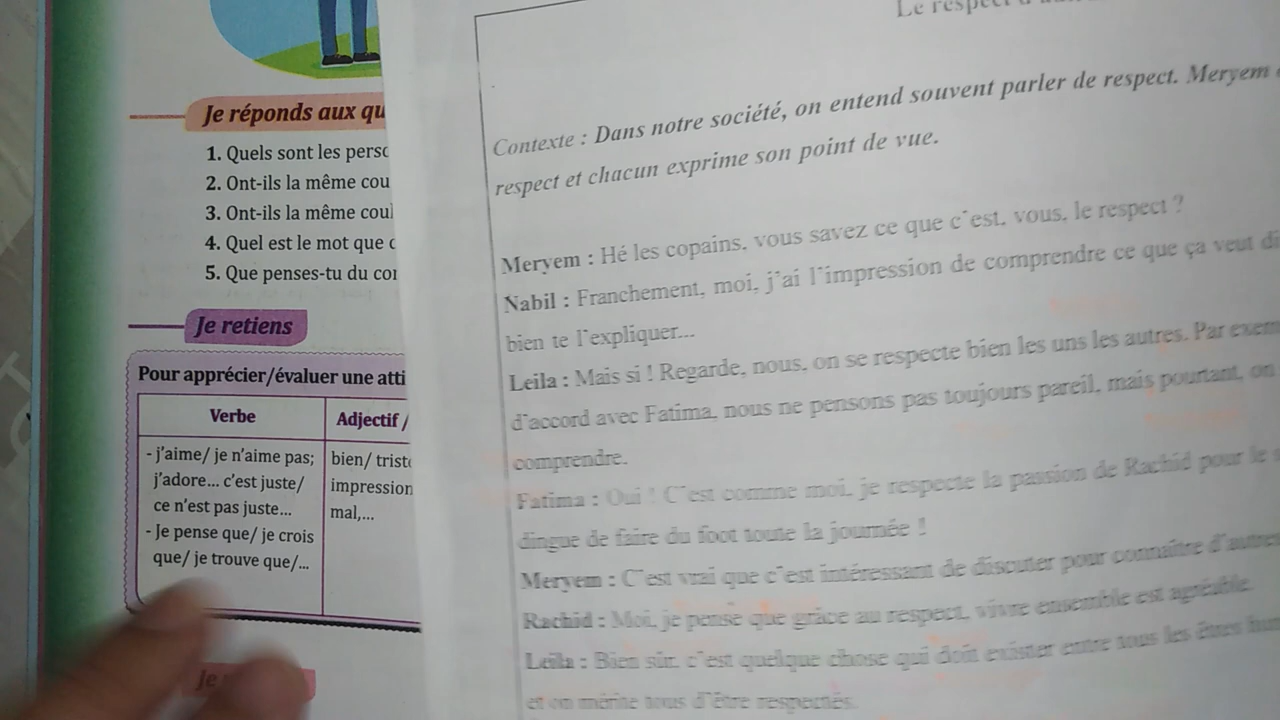 Je réponds aux qu
1. Quels sont les perso
2. Ont-ils la même cou
3. Ont-ils la même coul
4. Quel est le mot que
5. Que penses-tu du co
Je retiens
Pour apprécier/évaluer une atti
Verbe
Adjectif /
- j'aime/ je n'aime pas;
j'adore... c'est juste/
ce n'est pas juste...
- Je pense que/ je crois
que/ je trouve que/...
bien/ triste
impression
mal,...
Je
Le respect
Contexte : Dans notre société, on entend souvent parler de respect. Meryem
respect et chacun exprime son point de vue.
Meryem : Hé les copains, vous savez ce que c'est, vous, le respect ?
Nabil : Franchement, moi, j'ai l'impression de comprendre ce que ça veut di
bien te l'expliquer...
Leila : Mais si ! Regarde, nous, on se respecte bien les uns les autres. Par exem
d'accord avec Fatima, nous ne pensons pas toujours pareil, mais pourtant, on
comprendre.
Fatima : Oui ! C'est comme moi, je respecte la passion de Rachid pour le
dingue de faire du foot toute la journée !
Meryem : C'est vrai que c'est intéressant de discuter pour connaître d'autres
Rachid : Moi, je pense que grâce au respect, vivre ensemble est agréable.
Leila : Bien sûr, c'est quelque chose qui doit exister entre tous les êtres hum
et on mérite tous d'être respectés.